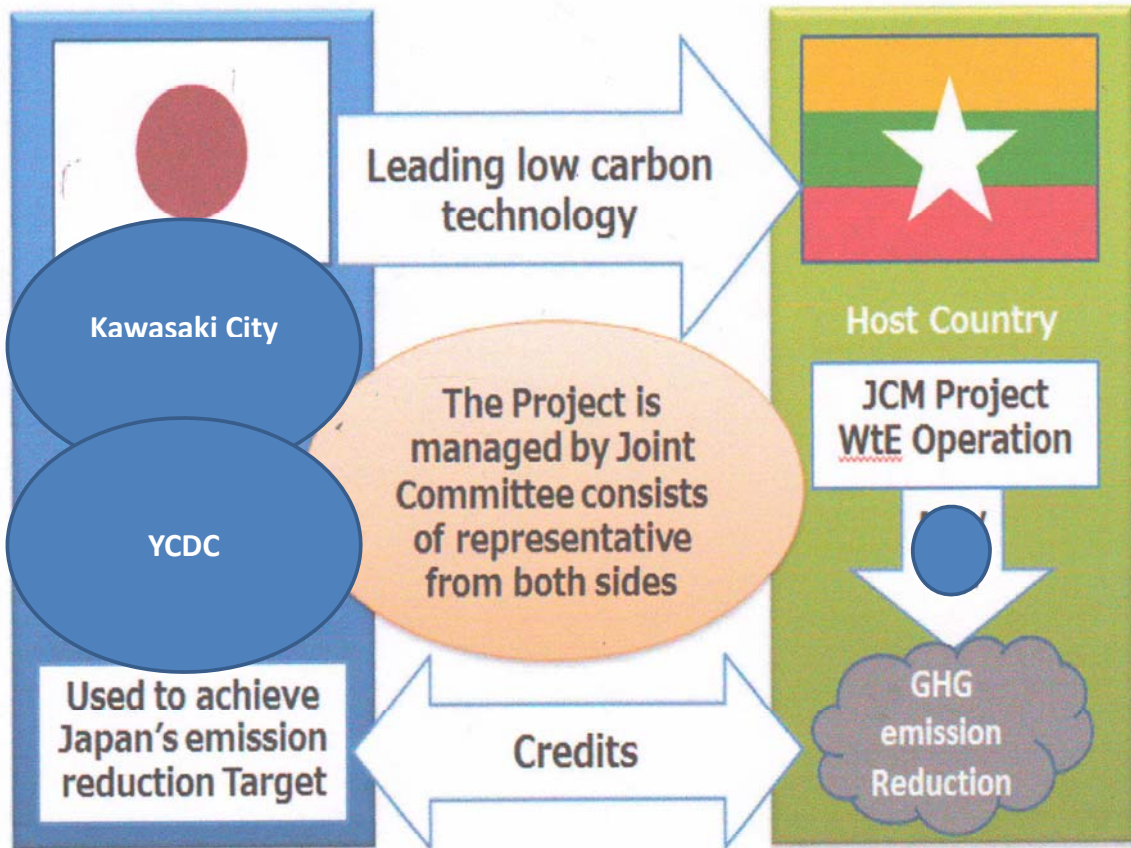 Leading low carbon
technology
Kawasaki City
YCDC
The Project is
managed by Joint
Committee consists
of representative
from both sides
Host Country
JCM Project
WtE Operation
GHG
emission
Reduction
Used to achieve
Japan's emission
reduction Target
Credits